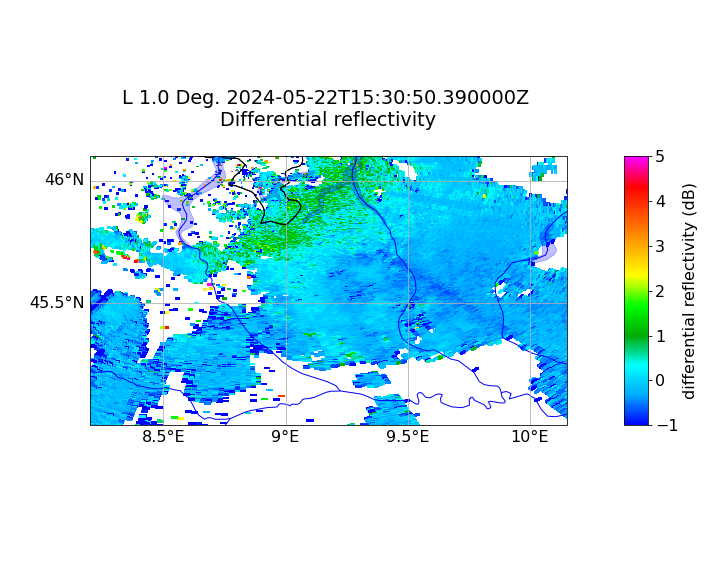 L 1.0 Deg. 2024-05-22T15:30:50.390000Z
Differential reflectivity
46°N
45.5°N
8.5°E
9°E
9.5°E
10°E
5
4
3
2
1
0
−1
differential reflectivity (dB)